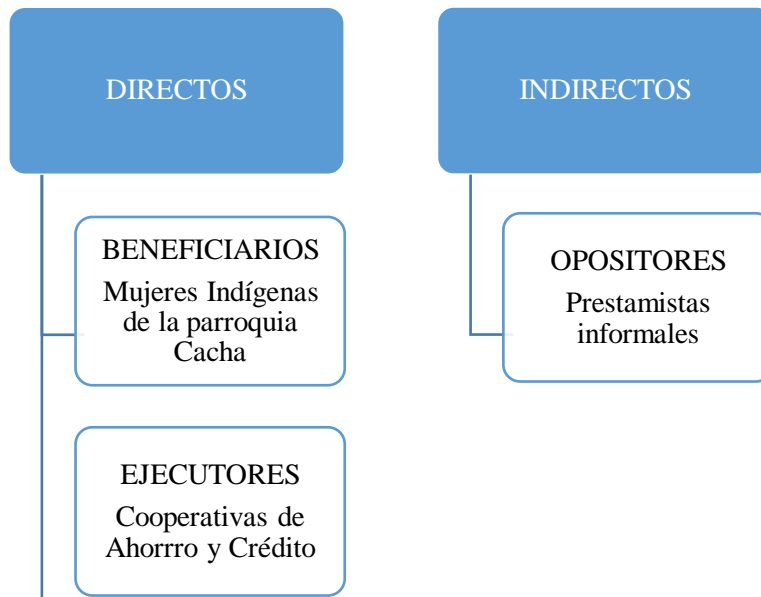 DIRECTOS
BENEFICIARIOS
Mujeres Indígenas
de la parroquia
Cacha
EJECUTORES
Cooperativas de
Ahorrro y Crédito
INDIRECTOS
OPOSITORES
Prestamistas
informales